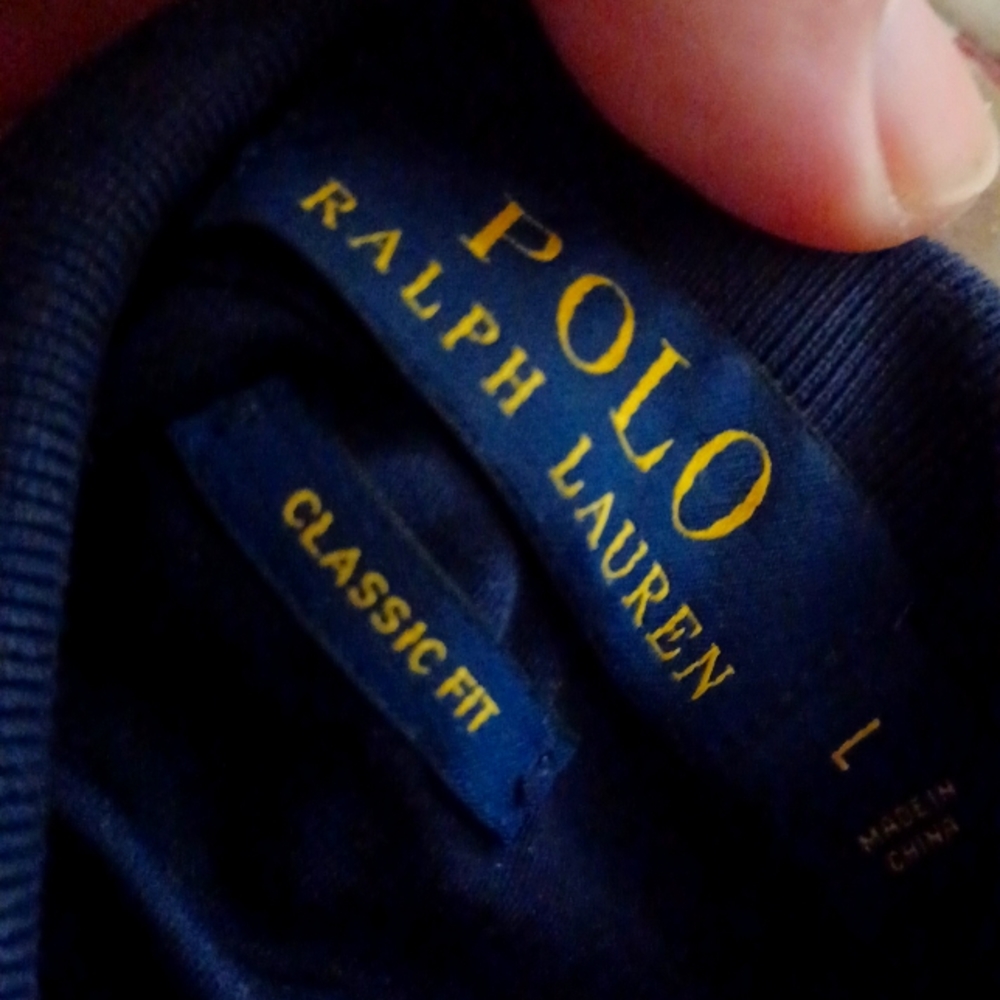 POLO
RALPH LAUREN
L
MADE IN
CHINA
CLASSIC FIT